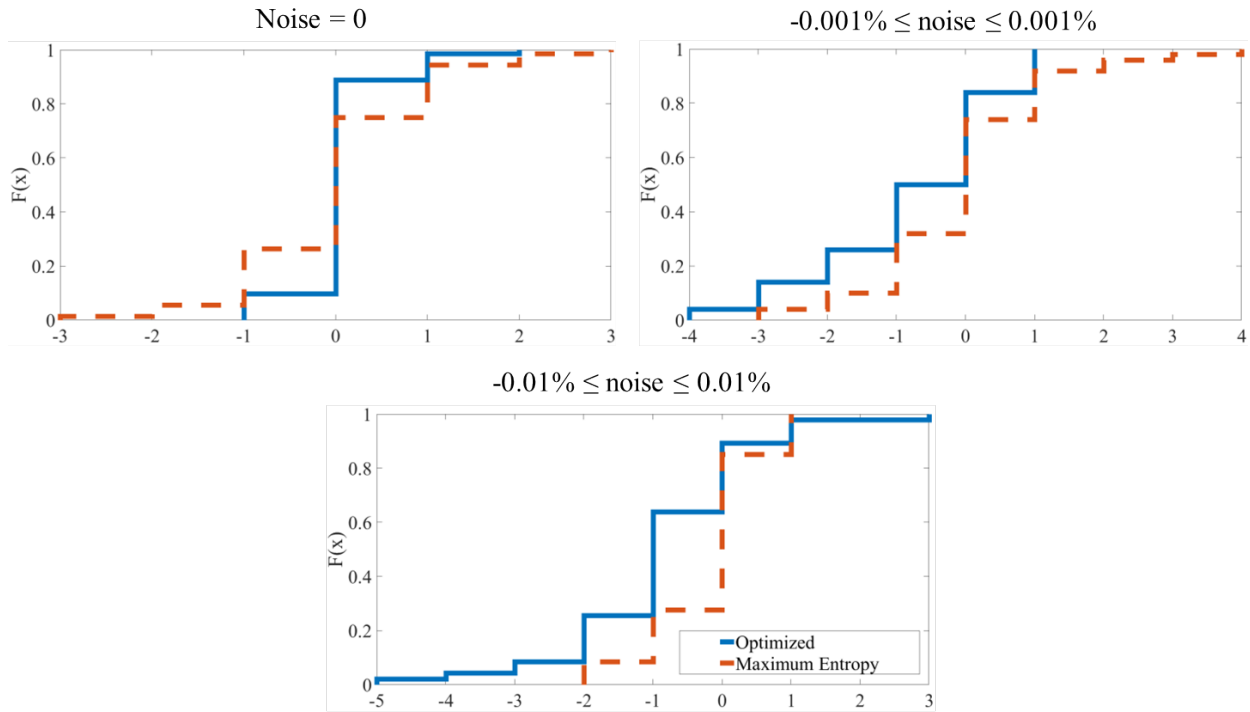 Noise = 0
-0.001% ≤ noise ≤ 0.001%
1
0.8
0.6
0.4
0.2
0
F(x)
-3 -2 -1 0 1 2 3
1
0.8
0.6
0.4
0.2
0
F(x)
-4 -3 -2 -1 0 1 2 3 4
-0.01% ≤ noise ≤ 0.01%
1
0.8
0.6
0.4
0.2
0
F(x)
Optimized
Maximum Entropy
-5 -4 -3 -2 -1 0 1 2 3